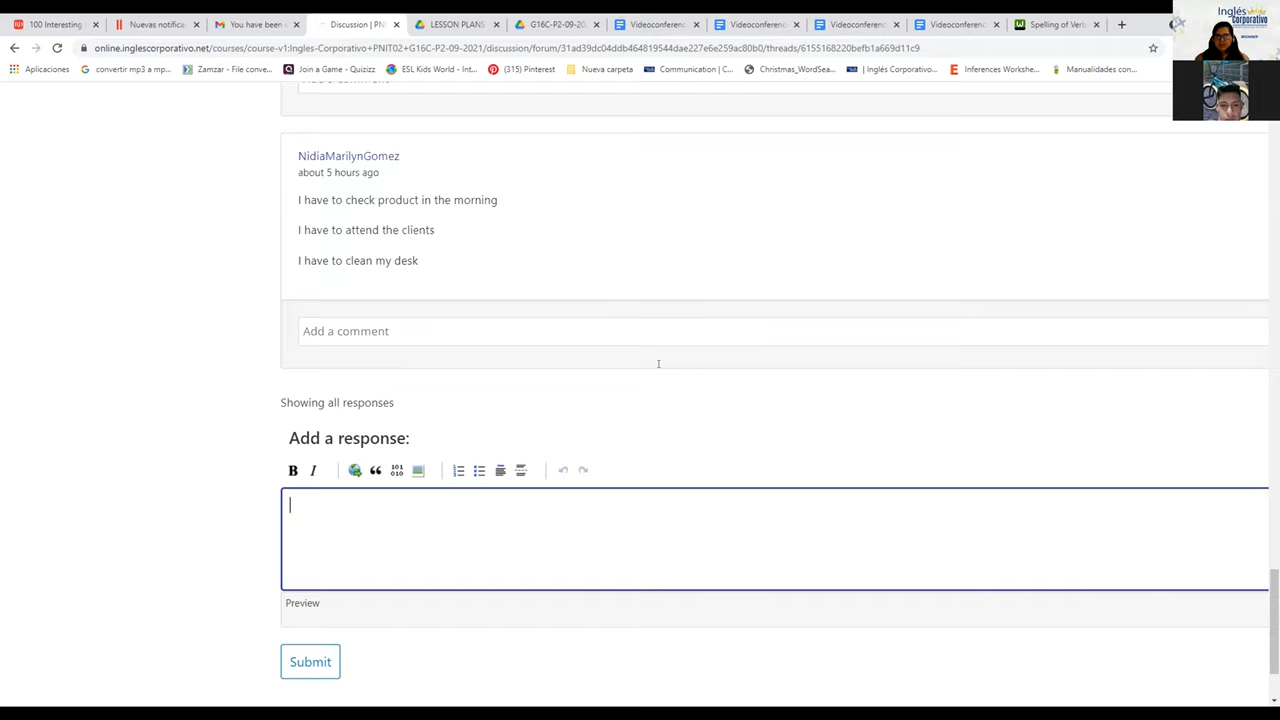 100 Interesting
Nuevas notifica
You have been
Discussion | PNI
LESSON PLANS
G16C-P2-09-20
Videoconferenc
Videoconferenc
Videoconferenc
Videoconferenc
Spelling of Verb
online.inglescorporativo.net/courses/course-v1:Ingles-Corporativo+PNIT02+G16C-P2-09-2021/discussion/forum/31ad39dc04ddb464819544dae227e6e259ac80b0/threads/6155168220befb1a669d11c9
Aplicaciones
convertir mp3 a mp...
Zamzar - File conve...
Join a Game - Quizizz
ESL Kids World - Int...
(315) Pinterest
Nueva carpeta
Communication | C...
Christmas_WordSea...
| Inglés Corporativo...
Inferences Workshe...
Manualidades con...
Inglés
Corporativo
NidiaMarilynGomez
about 5 hours ago
I have to check product in the morning
I have to attend the clients
I have to clean my desk
Add a comment
Showing all responses
Add a response:
B I
Preview
Submit